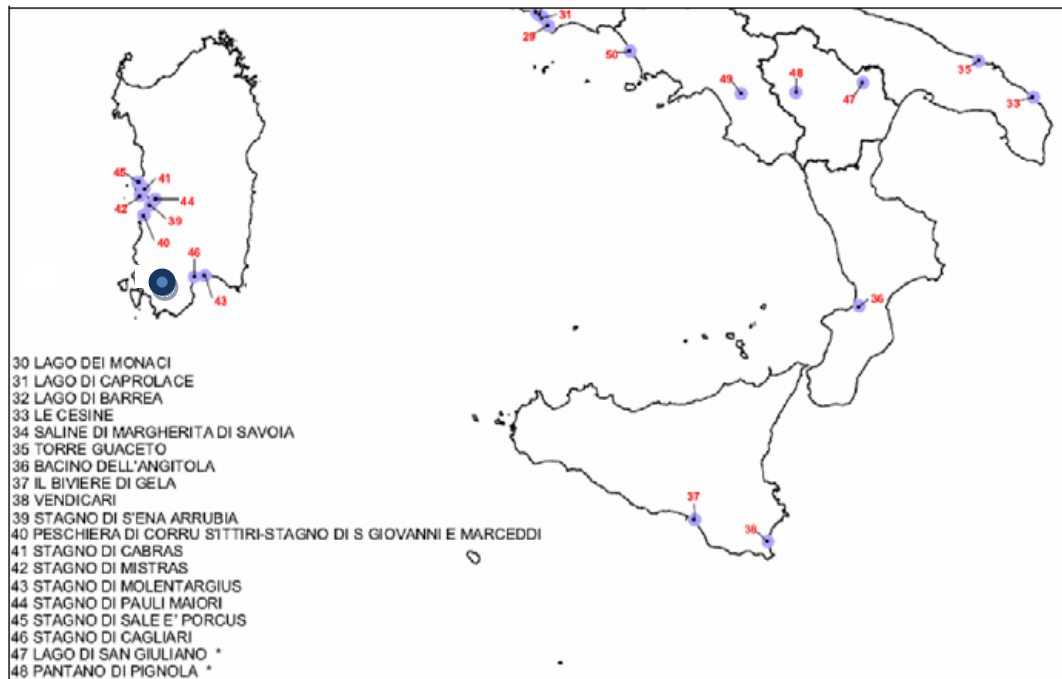 31
29
50
35
49
48
47
33
45
41
42
44
39
40
46
43
36
37
38
30 LAGO DEI MONACI
31 LAGO DI CAPROLACE
32 LAGO DI BARREA
33 LE CESINE
34 SALINE DI MARGHERITA DI SAVOIA
35 TORRE GUACETO
36 BACINO DELL'ANGITOLA
37 IL BIVIERE DI GELA
38 VENDICARI
39 STAGNO DI S'ENA ARRUBIA
40 PESCHIERA DI CORRU S'ITTIRI-STAGNO DI S GIOVANNI E MARCEDDI
41 STAGNO DI CABRAS
42 STAGNO DI MISTRAS
43 STAGNO DI MOLENTARGIUS
44 STAGNO DI PAULI MAIORI
45 STAGNO DI SALE E' PORCUS
46 STAGNO DI CAGLIARI
47 LAGO DI SAN GIULIANO *
48 PANTANO DI PIGNOLA *